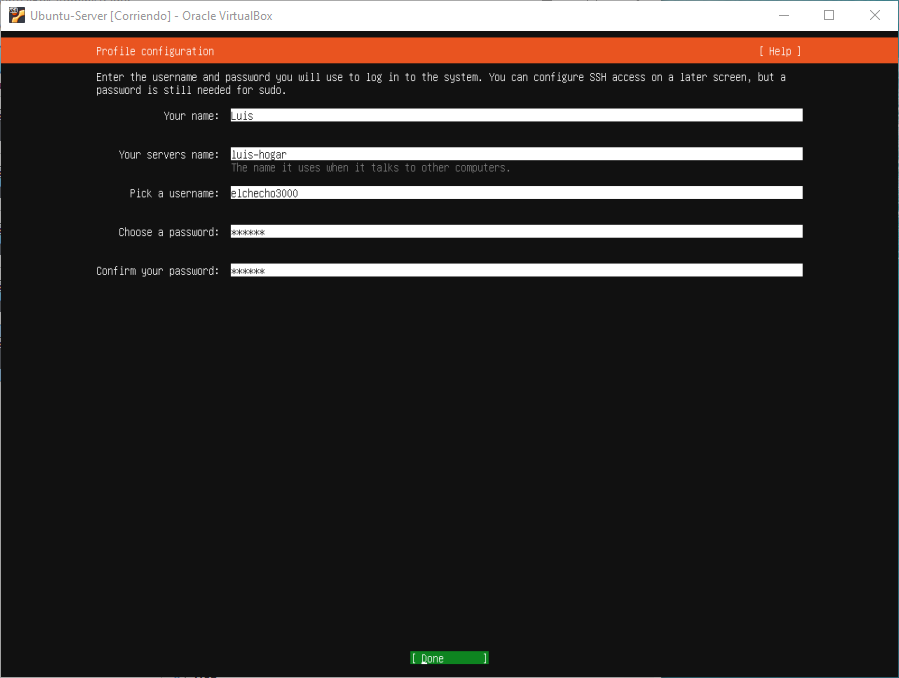 Ubuntu-Server [Corriendo] - Oracle VirtualBox
Profile configuration [ Help ]
Enter the username and password you will use to log in to the system. You can configure SSH access on a later screen, but a
password is still needed for sudo.
Your name: Luis
Your servers name: luis-hogar
The name it uses when it talks to other computers.
Pick a username: elchecho3000
Choose a password: ******
Confirm your password: ******
[ Done ]